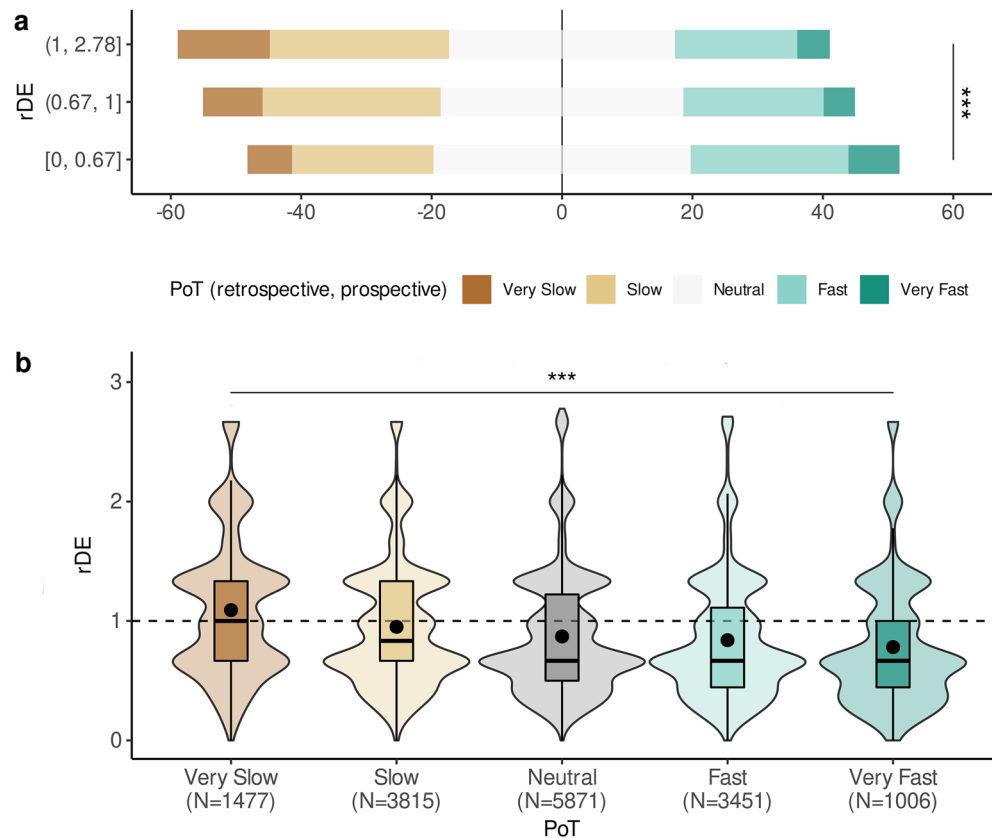 a
rDE
(1, 2.78]
(0.67, 1]
[0, 0.67]
***
-60 -40 -20 0 20 40 60
PoT (retrospective, prospective) Very Slow Slow Neutral Fast Very Fast
b
***
rDE
3
2
1
0
Very Slow Slow Neutral Fast Very Fast
(N=1477) (N=3815) (N=5871) (N=3451) (N=1006)
PoT